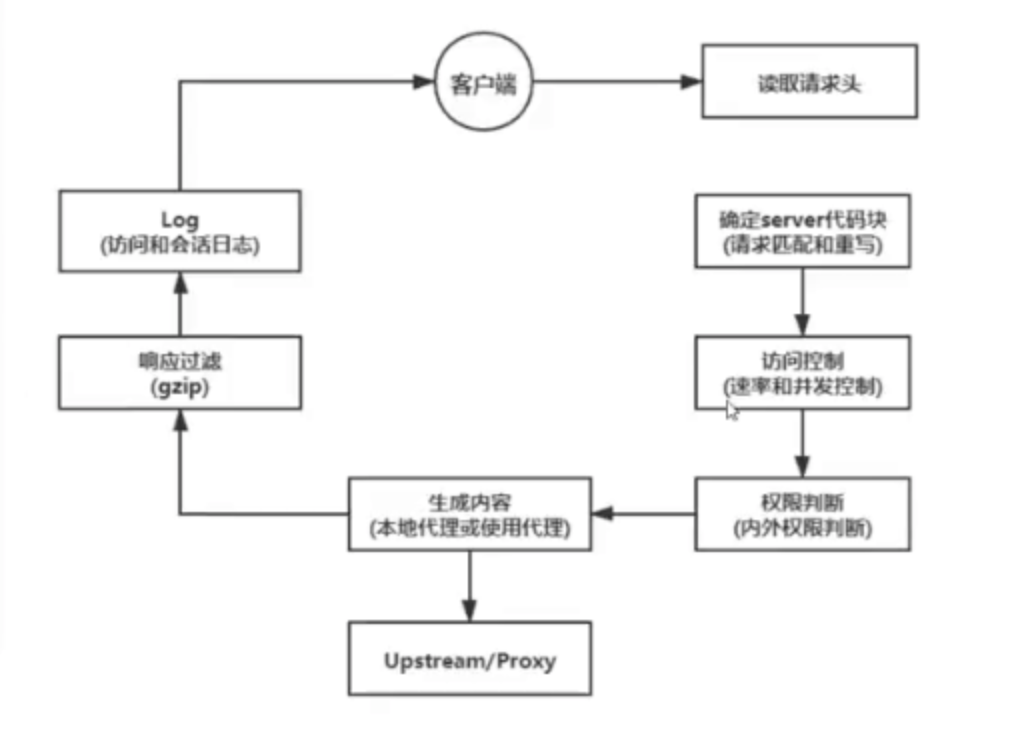 客户端
读取请求头
确定server代码块
(请求匹配和重写)
访问控制
(速率和并发控制)
权限判断
(内外权限判断)
生成内容
(本地代理或使用代理)
Upstream/Proxy
响应过滤
(gzip)
Log
(访问和会话日志)